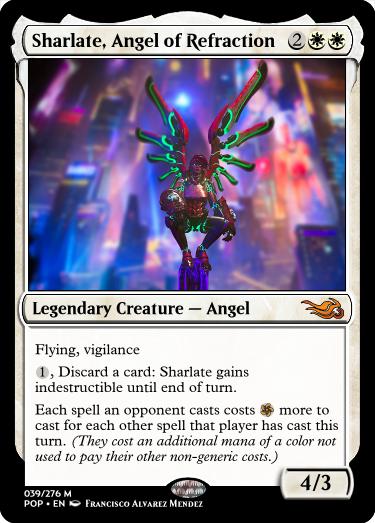 Sharlate, Angel of Refraction 2
Legendary Creature — Angel
Flying, vigilance
1, Discard a card: Sharlate gains
indestructible until end of turn.
Each spell an opponent casts costs more to
cast for each other spell that player has cast this
turn. (They cost an additional mana of a color not
used to pay their other non-generic costs.)
4/3
039/276 M
POP • EN Francisco Alvarez Mendez